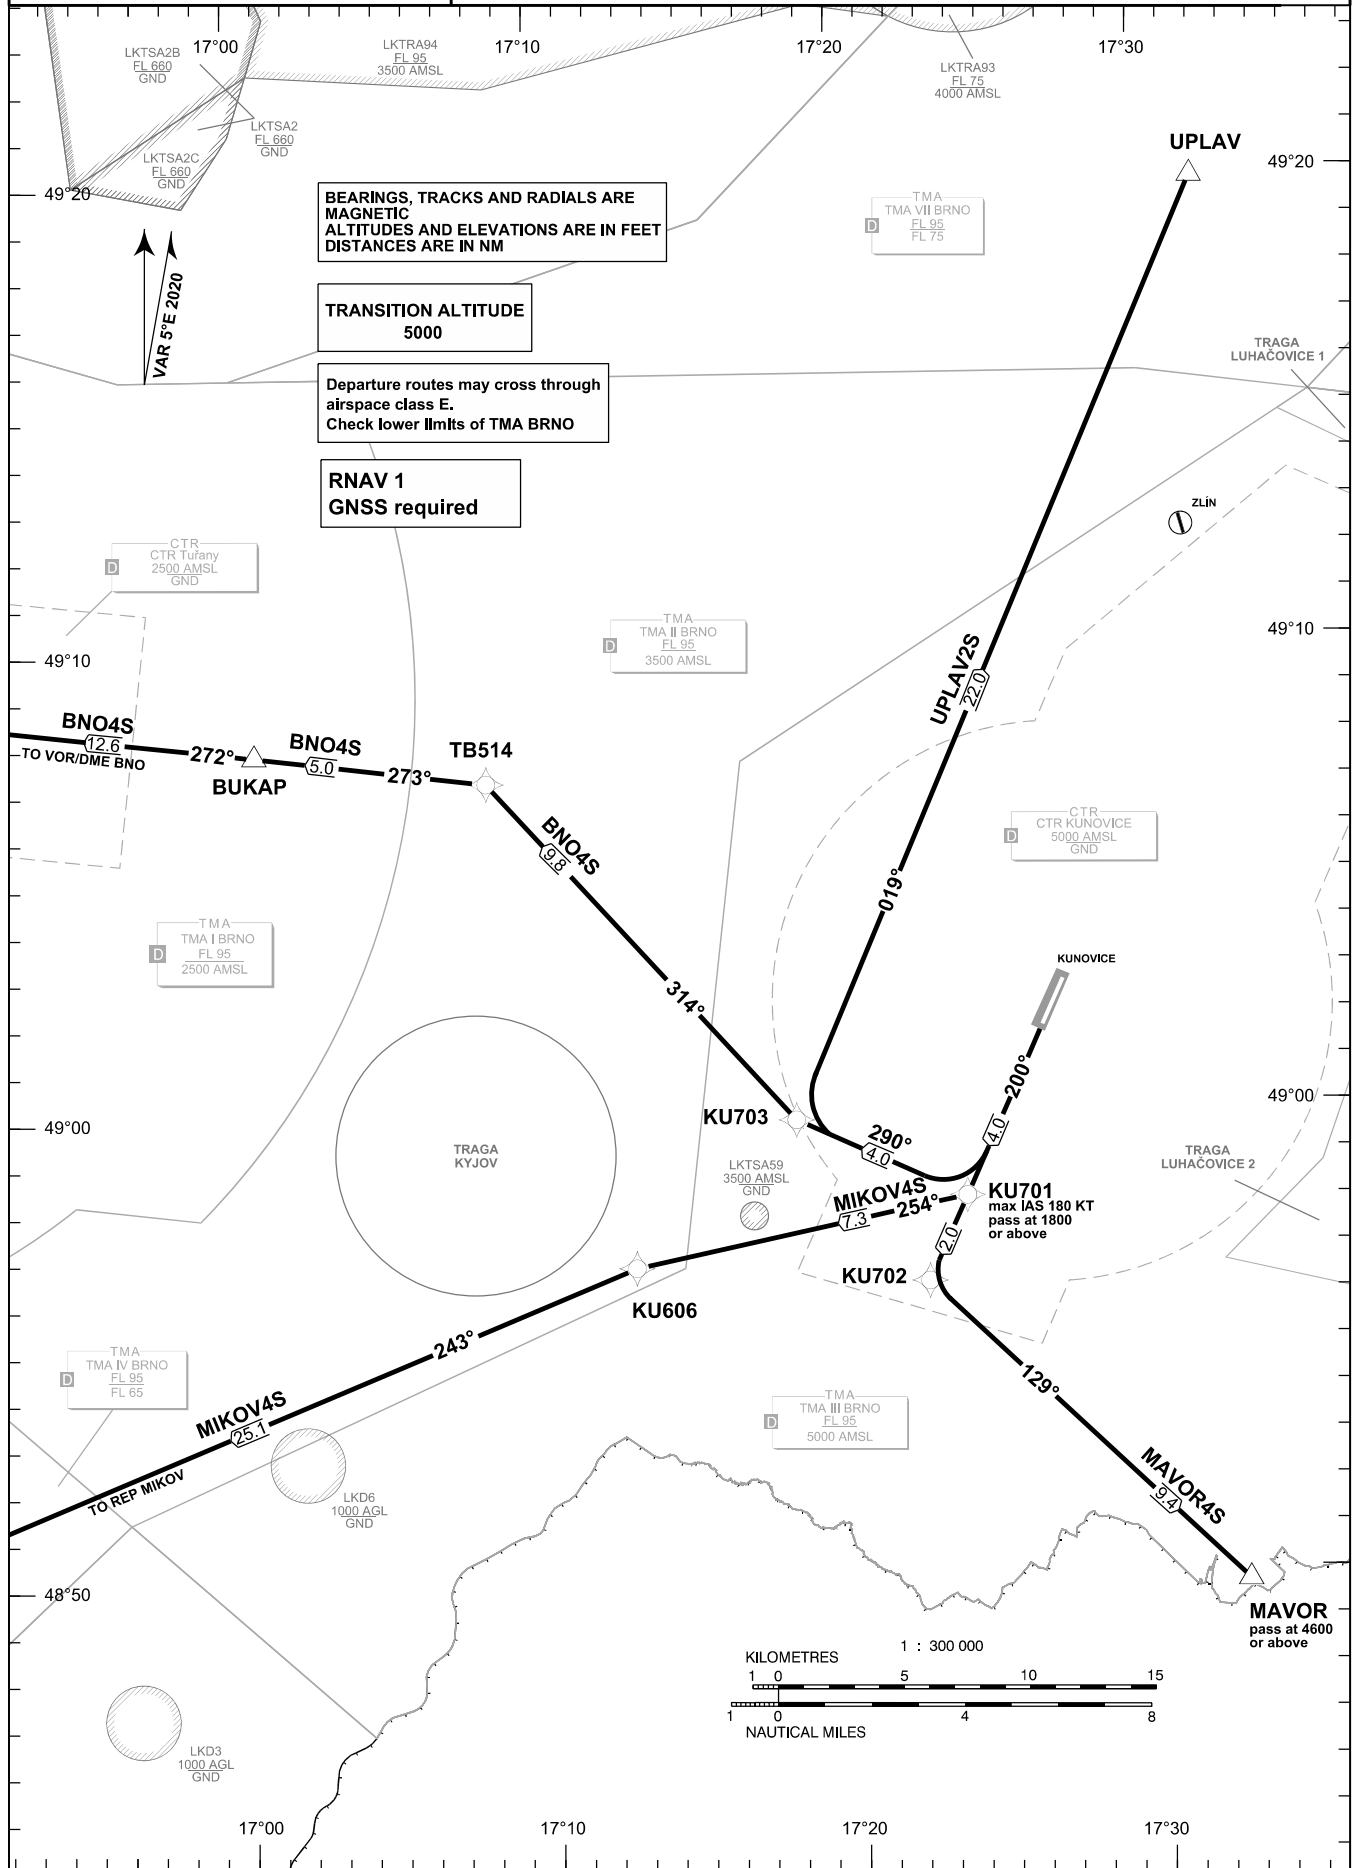 17°00
17°10
17°20
17°30
LKTSA2B
FL 660
GND
LKTRA94
FL 95
3500 AMSL
LKTRA93
FL 75
4000 AMSL
LKTSA2
FL 660
GND
LKTSA2C
FL 660
GND
UPLAV
49°20
49°20
BEARINGS, TRACKS AND RADIALS ARE
MAGNETIC
ALTITUDES AND ELEVATIONS ARE IN FEET
DISTANCES ARE IN NM
TMA
TMA VII BRNO
D
FL 95
FL 75
VAR 5°E 2020
TRANSITION ALTITUDE
5000
TRAGA
LUHAČOVICE 1
Departure routes may cross through
airspace class E.
Check lower limits of TMA BRNO
RNAV 1
GNSS required
ZLÍN
CTR
CTR Tuřany
D
2500 AMSL
GND
TMA
TMA II BRNO
D
FL 95
3500 AMSL
49°10
49°10
UPLAV2S
22.0
BNO4S
12.6
TO VOR/DME BNO
272°
BUKAP
BNO4S
5.0
273°
TB514
BNO4S
9.8
CTR
CTR KUNOVICE
D
5000 AMSL
GND
019°
TMA
TMA I BRNO
D
FL 95
2500 AMSL
KUNOVICE
314°
200°
49°00
49°00
KU703
290°
4.0
4.0
TRAGA
KYJOV
LKTSA59
3500 AMSL
GND
TRAGA
LUHAČOVICE 2
MIKOV4S
7.3
254°
KU701
max IAS 180 KT
pass at 1800
or above
2.0
KU702
KU606
243°
TMA
TMA IV BRNO
D
FL 95
FL 65
129°
MIKOV4S
25.1
TO REP MIKOV
TMA
TMA III BRNO
D
FL 95
5000 AMSL
MAVOR4S
9.4
LKD6
1000 AGL
GND
48°50
MAVOR
pass at 4600
or above
1 : 300 000
KILOMETRES
1 0 5 10 15
1 0 4 8
NAUTICAL MILES
LKD3
1000 AGL
GND
17°00
17°10
17°20
17°30